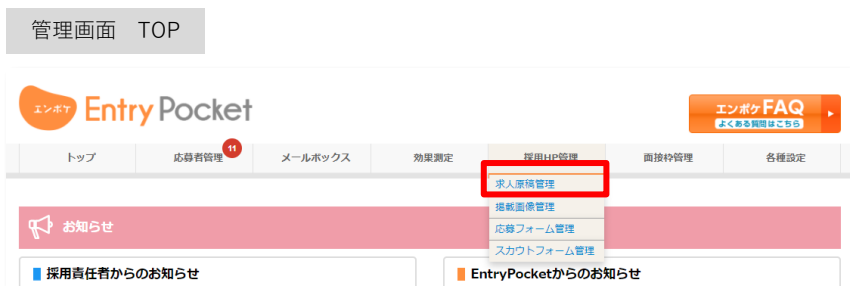 管理画面　TOP
エンポケ Entry Pocket
エンポケFAQ
よくある質問はこちら
トップ 応募者管理 11 メールボックス 効果測定 採用HP管理 面接枠管理 各種設定
求人原稿管理
掲載画像管理
応募フォーム管理
スカウトフォーム管理
お知らせ
採用責任者からのお知らせ
EntryPocketからのお知らせ